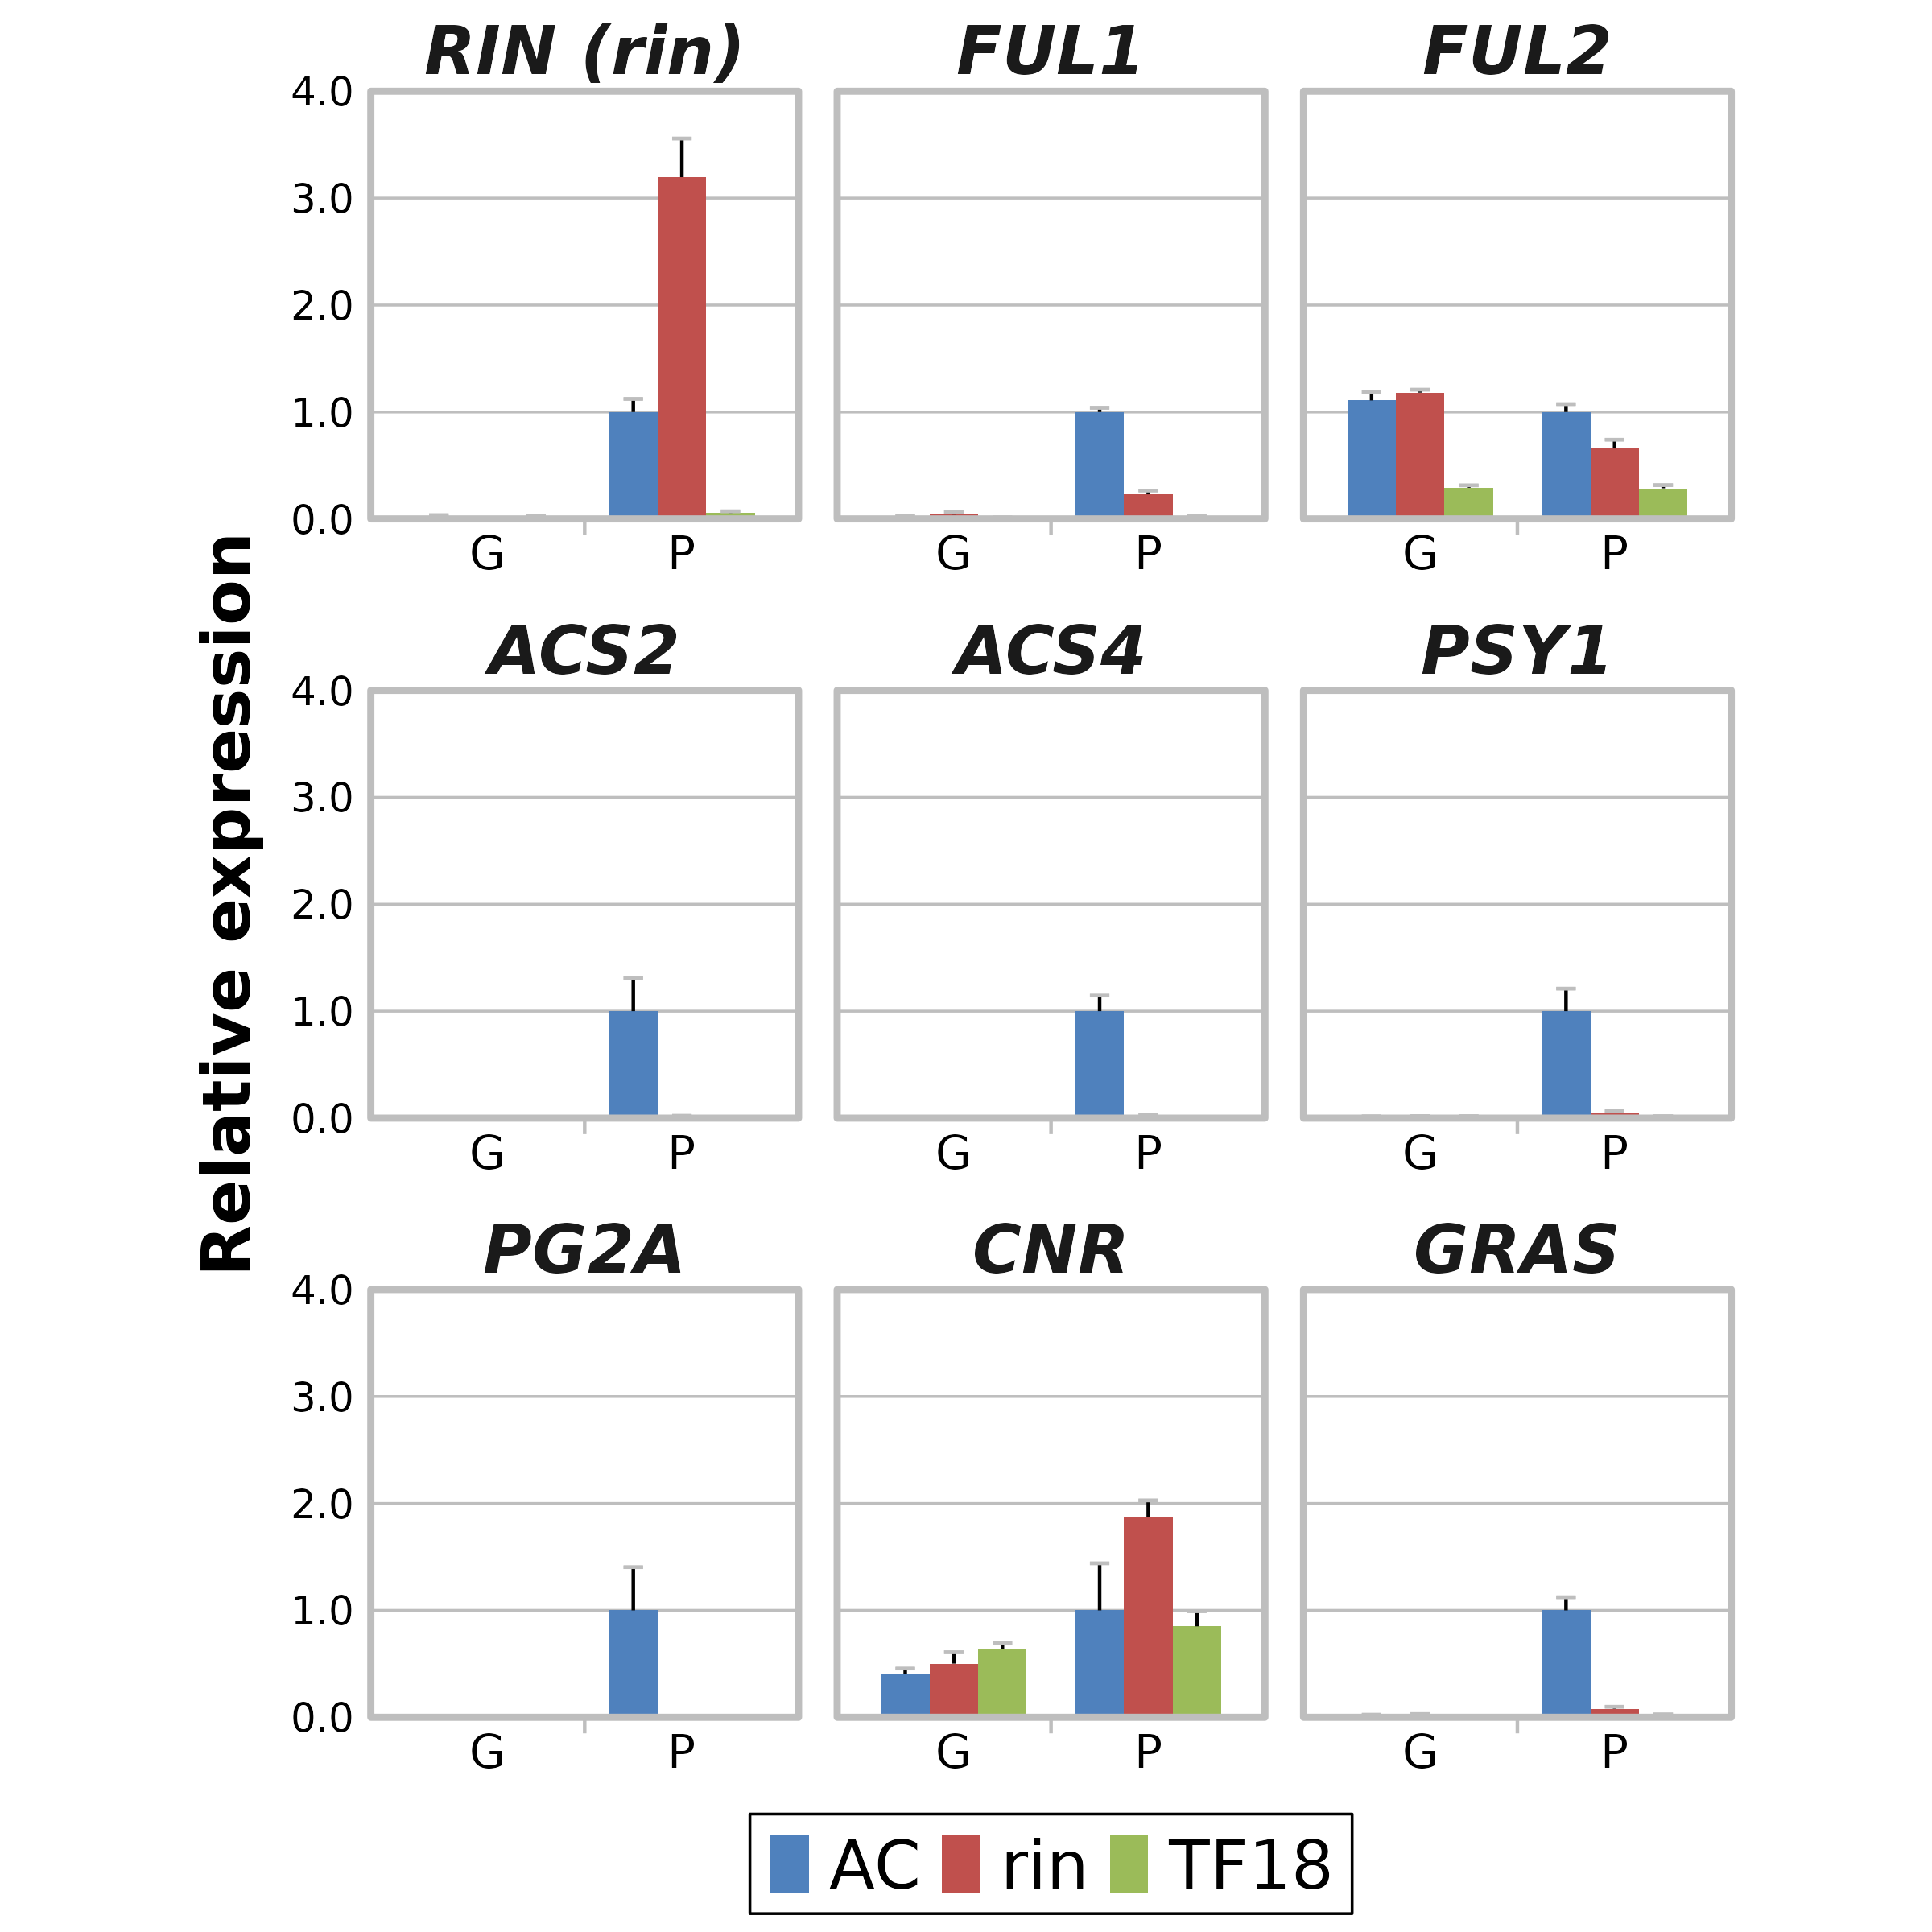 RIN (rin) FUL1 FUL2
4.0
3.0
2.0
1.0
0.0
G P G P G P
Relative expression
ACS2 ACS4 PSY1
4.0
3.0
2.0
1.0
0.0
G P G P G P
PG2A CNR GRAS
4.0
3.0
2.0
1.0
0.0
G P G P G P
AC rin TF18